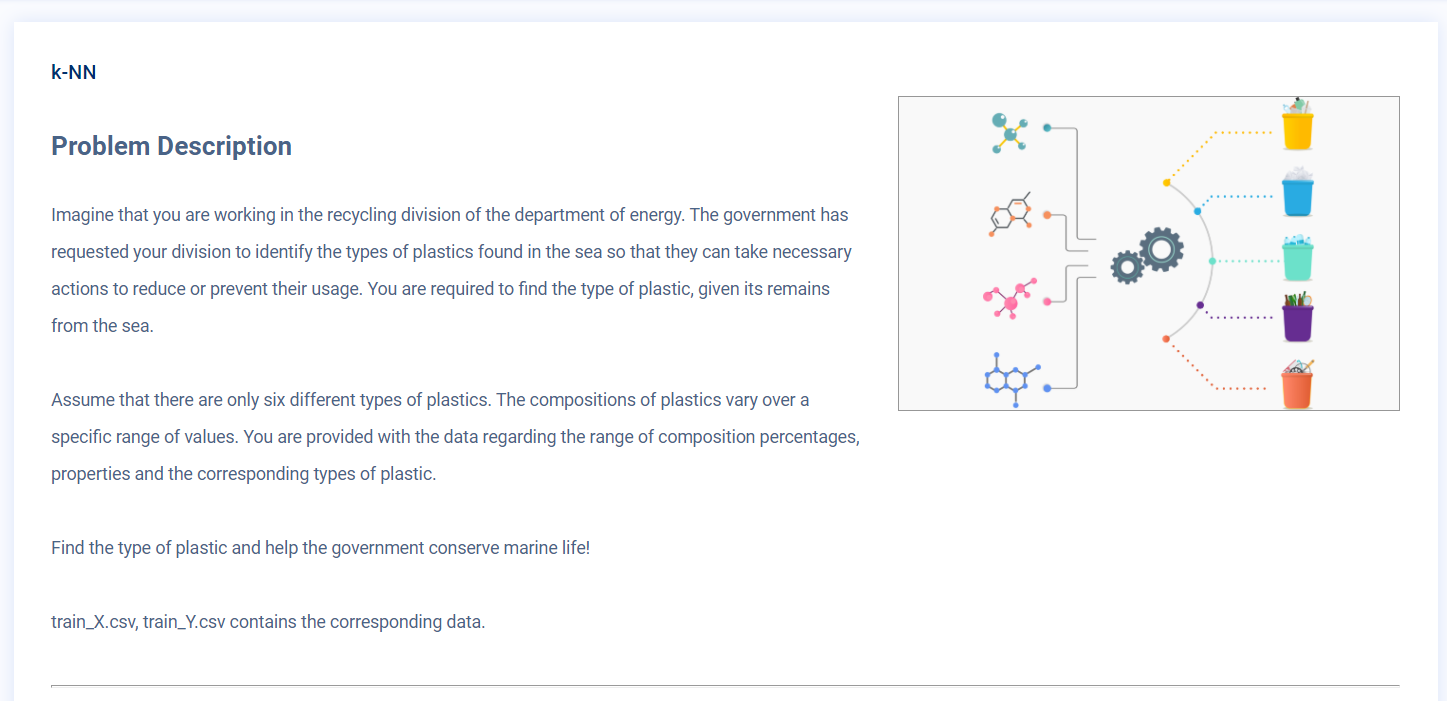 k-NN
Problem Description
Imagine that you are working in the recycling division of the department of energy. The government has
requested your division to identify the types of plastics found in the sea so that they can take necessary
actions to reduce or prevent their usage. You are required to find the type of plastic, given its remains
from the sea.
Assume that there are only six different types of plastics. The compositions of plastics vary over a
specific range of values. You are provided with the data regarding the range of composition percentages,
properties and the corresponding types of plastic.
Find the type of plastic and help the government conserve marine life!
train_X.csv, train_Y.csv contains the corresponding data.